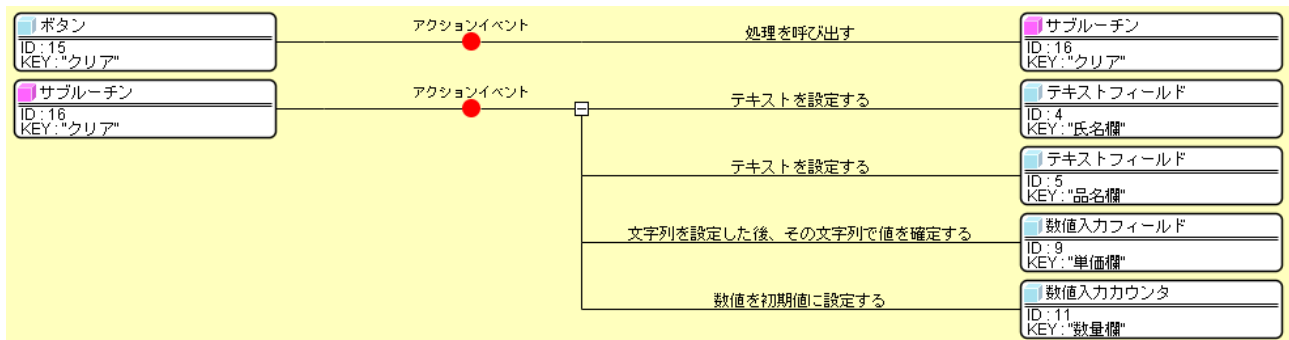 ボタン
ID : 15
KEY : "クリア"
アクションイベント
処理を呼び出す
サブルーチン
ID : 16
KEY : "クリア"
サブルーチン
ID : 16
KEY : "クリア"
アクションイベント
テキストを設定する
テキストフィールド
ID : 4
KEY : "氏名欄"
テキストを設定する
テキストフィールド
ID : 5
KEY : "品名欄"
文字列を設定した後、その文字列で値を確定する
数値入力フィールド
ID : 9
KEY : "単価欄"
数値を初期値に設定する
数値入力カウンタ
ID : 11
KEY : "数量欄"